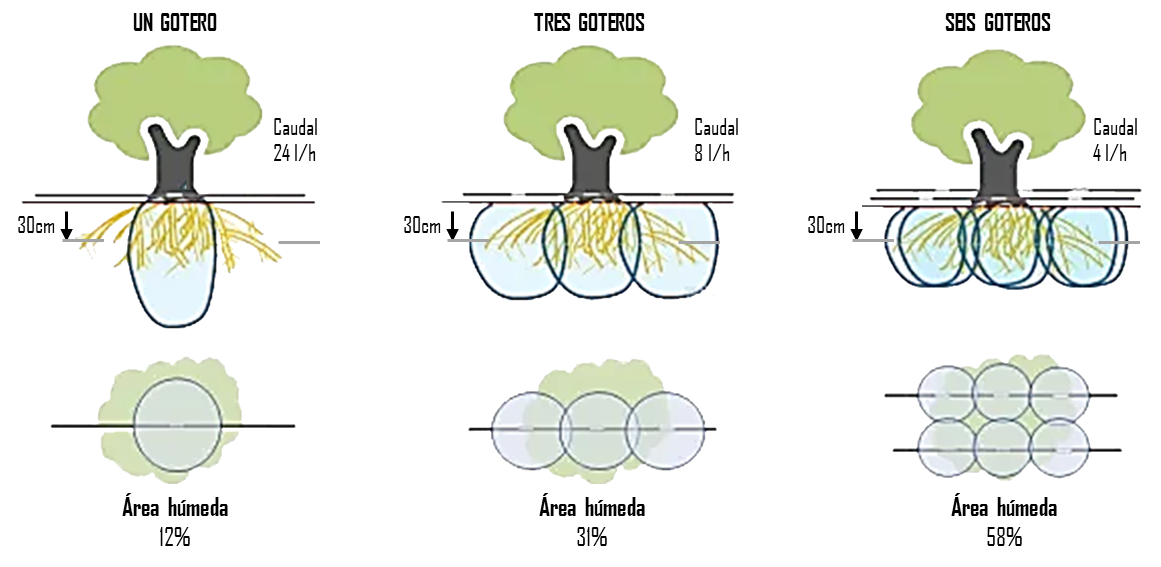 UN GOTERO
Caudal
24 l/h
30cm
Área húmeda
12%
TRES GOTEROS
Caudal
8 l/h
30cm
Área húmeda
31%
SEIS GOTEROS
Caudal
4 l/h
30cm
Área húmeda
58%